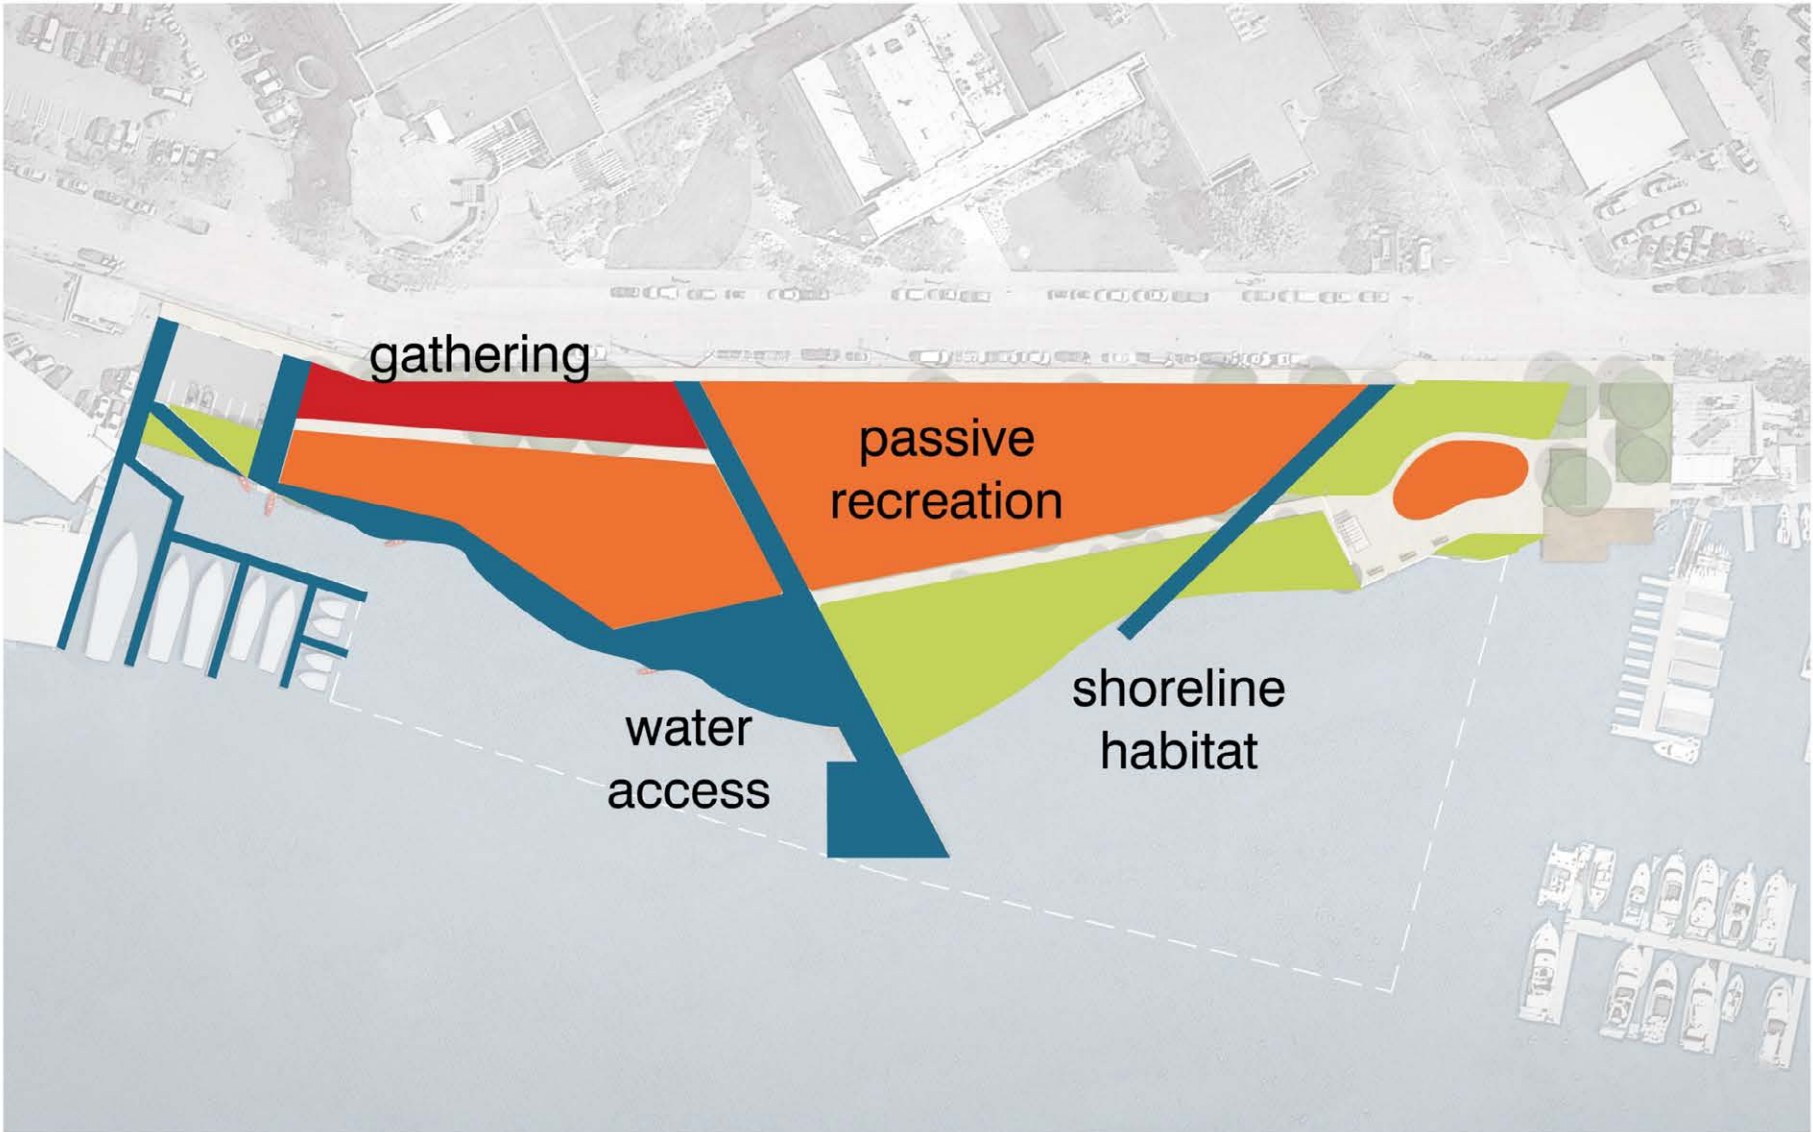 gathering
passive
recreation
shoreline
habitat
water
access